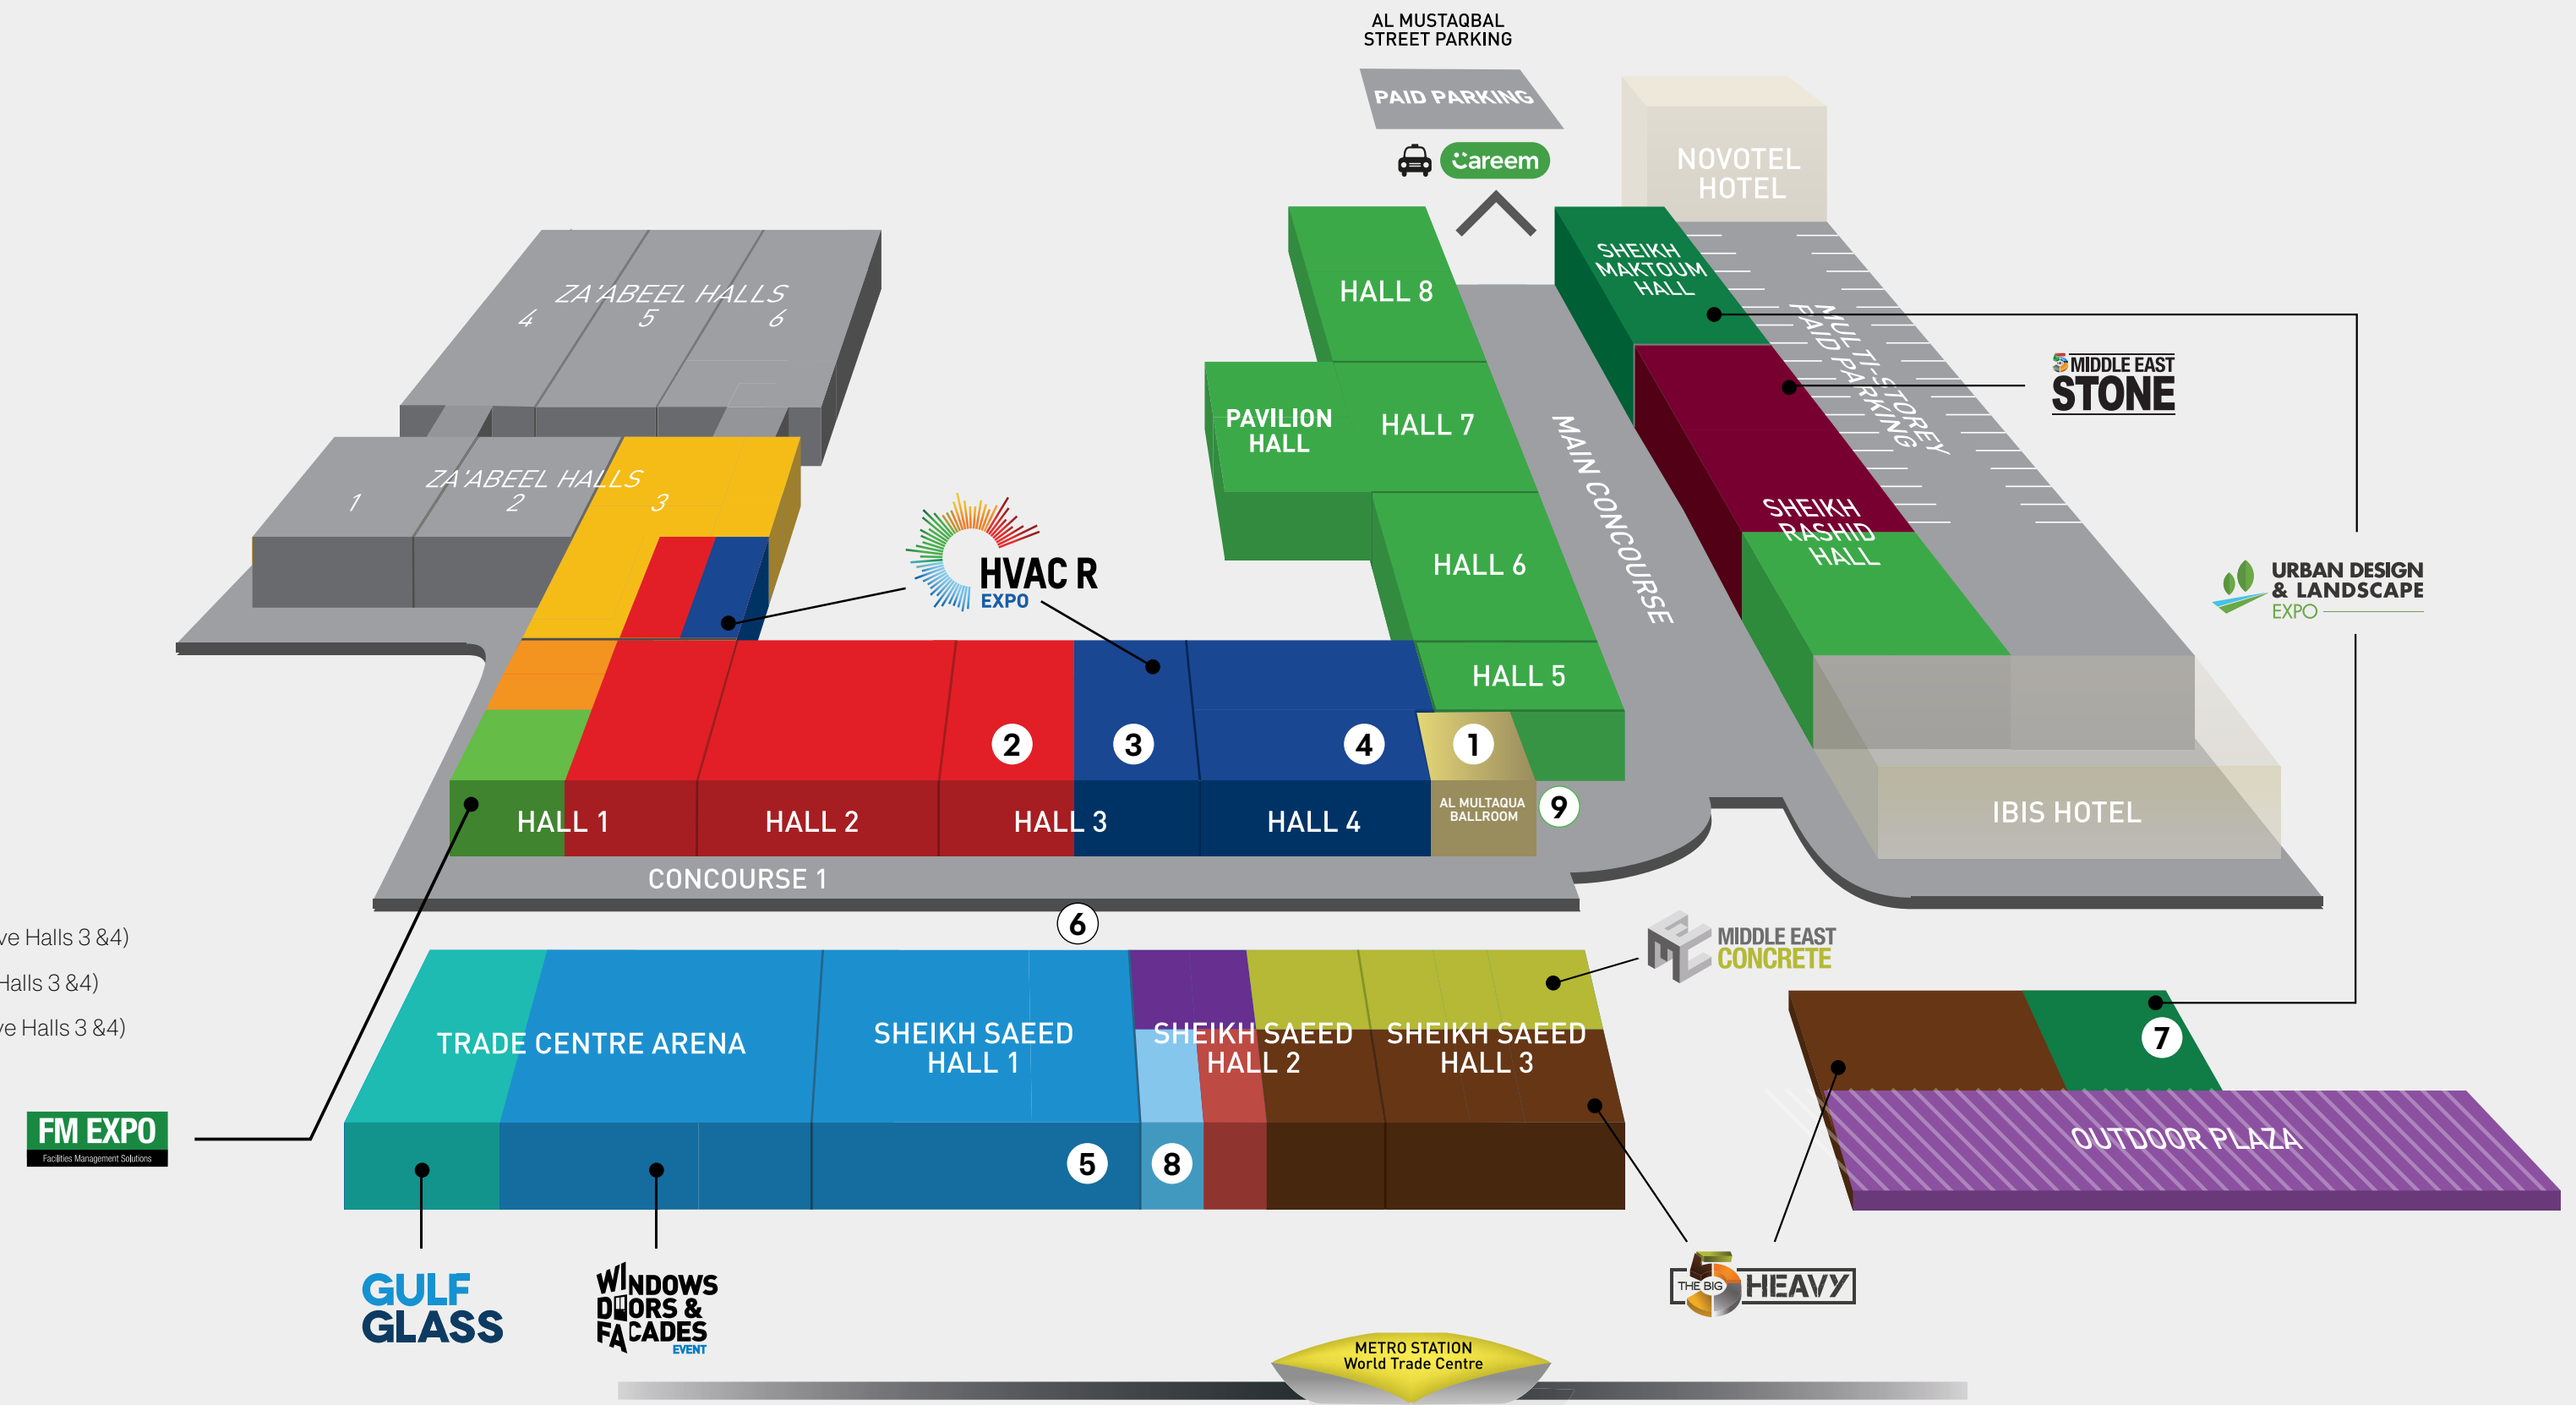 AL MUSTAQBAL
STREET PARKING
PAID PARKING
Careem
NOVOTEL
HOTEL
SHEIKH
MAKTOUM
HALL
MULTI-STOREY
PAID PARKING
HALL 8
ZA'ABEEL HALLS
4 5 6
MIDDLE EAST
STONE
PAVILION
HALL
HALL 7
MAIN CONCOURSE
ZA'ABEEL HALLS
1 2 3
SHEIKH
RASHID
HALL
HALL 6
HVAC R
EXPO
URBAN DESIGN
& LANDSCAPE
EXPO
HALL 5
2 3 4 1
HALL 1
HALL 2
HALL 3
HALL 4
AL MULTAQUA
BALLROOM
9
IBIS HOTEL
CONCOURSE 1
6
ve Halls 3 &4)
Halls 3 &4)
ve Halls 3 &4)
MIDDLE EAST
CONCRETE
TRADE CENTRE ARENA
SHEIKH SAEED
HALL 1
SHEIKH SAEED
HALL 2
SHEIKH SAEED
HALL 3
7
OUTDOOR PLAZA
FM EXPO
Facilities Management Solutions
5 8
GULF
GLASS
WINDOWS
DOORS &
FACADES
EVENT
THE BIG 5 HEAVY
METRO STATION
World Trade Centre